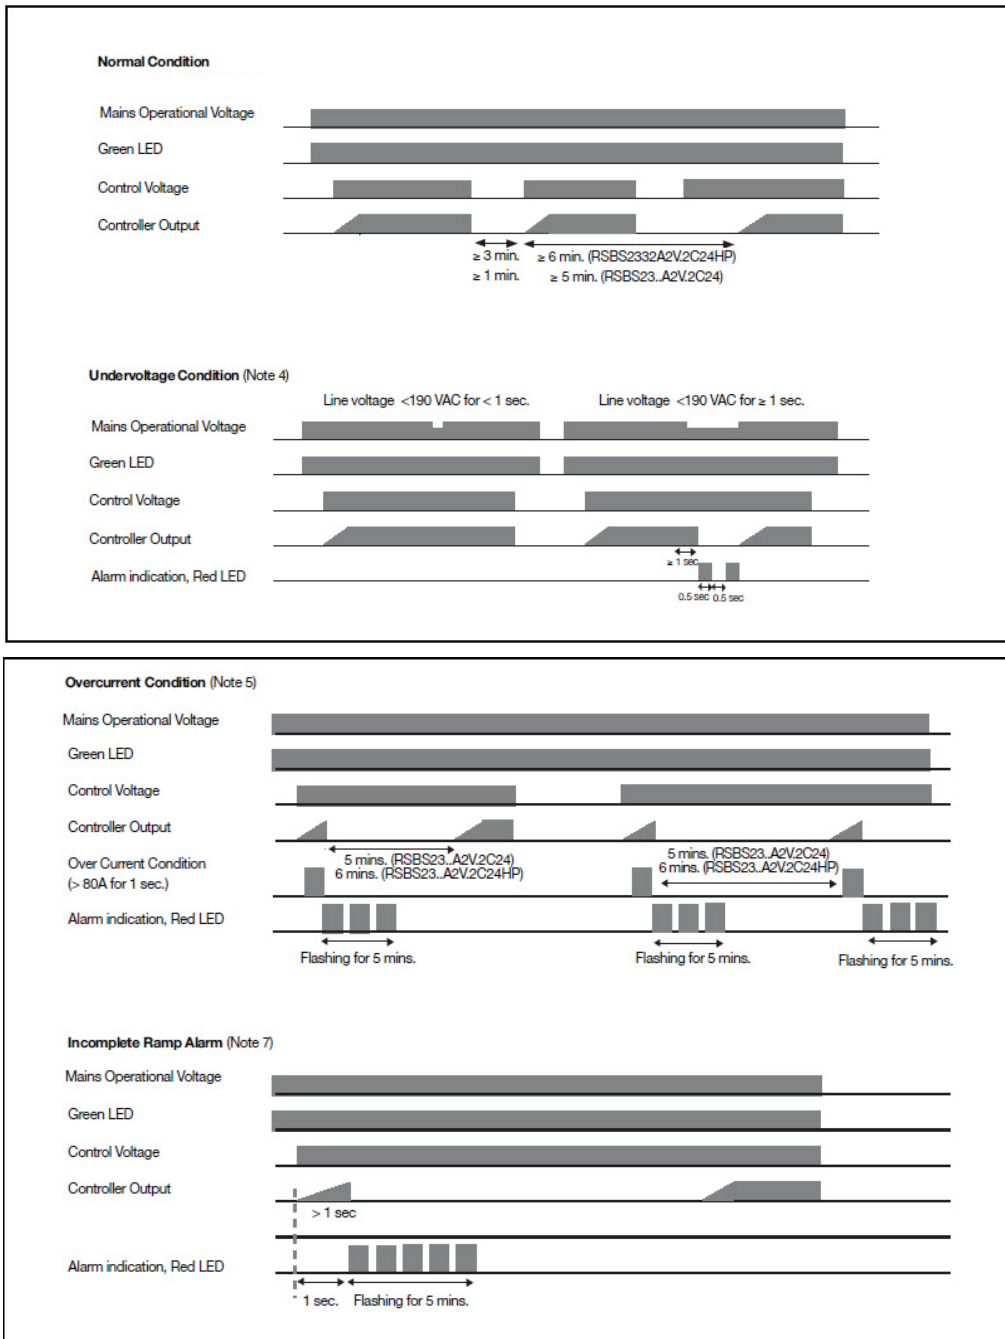 Normal Condition
Mains Operational Voltage
Green LED
Control Voltage
Controller Output
≥ 3 min. ≥ 6 min. (RSBS2332A2V.2C24HP)
≥ 1 min. ≥ 5 min. (RSBS23..A2V.2C24)
Undervoltage Condition (Note 4)
Line voltage <190 VAC for < 1 sec. Line voltage <190 VAC for ≥ 1 sec.
Mains Operational Voltage
Green LED
Control Voltage
Controller Output
≥ 1 sec
Alarm indication, Red LED
0.5 sec 0.5 sec
Overcurrent Condition (Note 5)
Mains Operational Voltage
Green LED
Control Voltage
Controller Output
5 mins. (RSBS23..A2V.2C24) 5 mins. (RSBS23..A2V.2C24)
Over Current Condition
6 mins. (RSBS23..A2V.2C24HP) 6 mins. (RSBS23..A2V.2C24HP)
(> 80A for 1 sec.)
Alarm indication, Red LED
Flashing for 5 mins. Flashing for 5 mins. Flashing for 5 mins.
Incomplete Ramp Alarm (Note 7)
Mains Operational Voltage
Green LED
Control Voltage
Controller Output
> 1 sec
Alarm indication, Red LED
1 sec. Flashing for 5 mins.